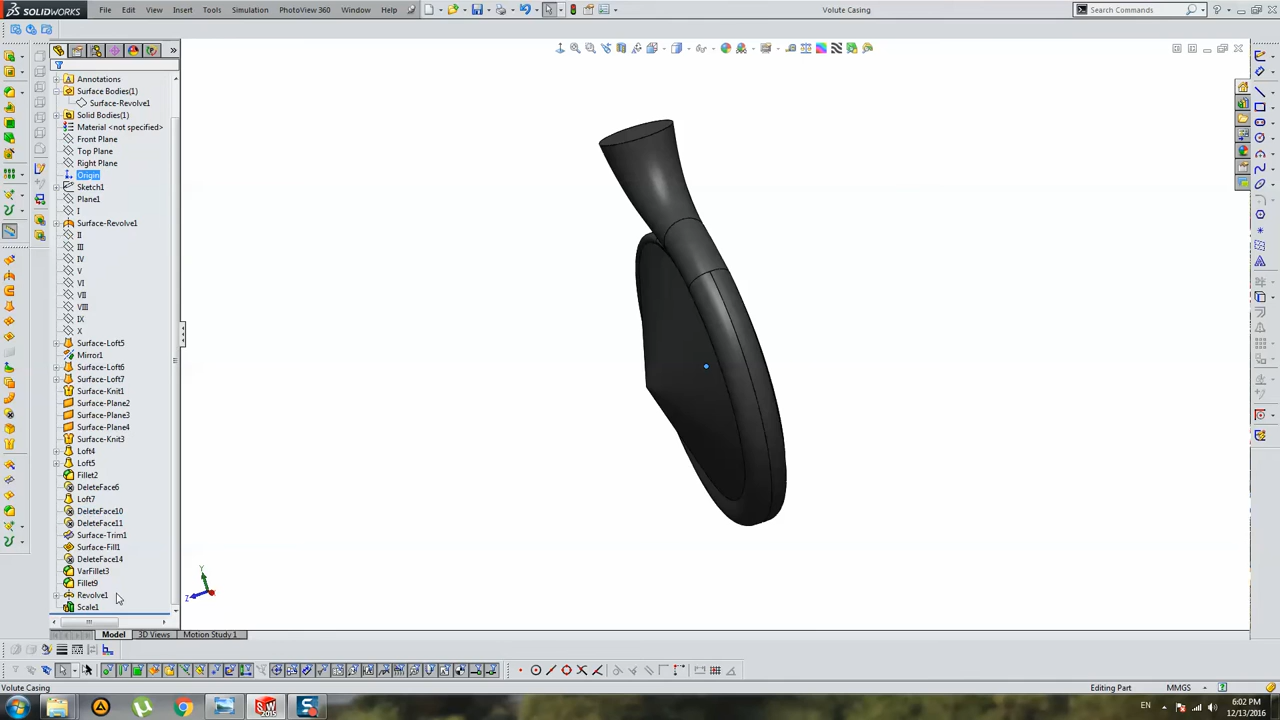 SOLIDWORKS File Edit View Insert Tools Simulation PhotoView 360 Window Help Volute Casing Search Commands
Annotations
Surface Bodies(1)
Surface-Revolve1
Solid Bodies(1)
Material <not specified>
Front Plane
Top Plane
Right Plane
Origin
Sketch1
Plane1
I
Surface-Revolve1
II
III
IV
V
VI
VII
VIII
IX
X
Surface-Loft5
Mirror1
Surface-Loft6
Surface-Loft7
Surface-Knit1
Surface-Plane2
Surface-Plane3
Surface-Plane4
Surface-Knit3
Loft4
Loft5
Fillet2
DeleteFace6
Loft7
DeleteFace10
DeleteFace11
Surface-Trim1
Surface-Fill1
DeleteFace14
VarFillet3
Fillet9
Revolve1
Scale1
Y
Z
Model 3D Views Motion Study 1
Volute Casing Editing Part MMGS
EN 6:02 PM
12/13/2016